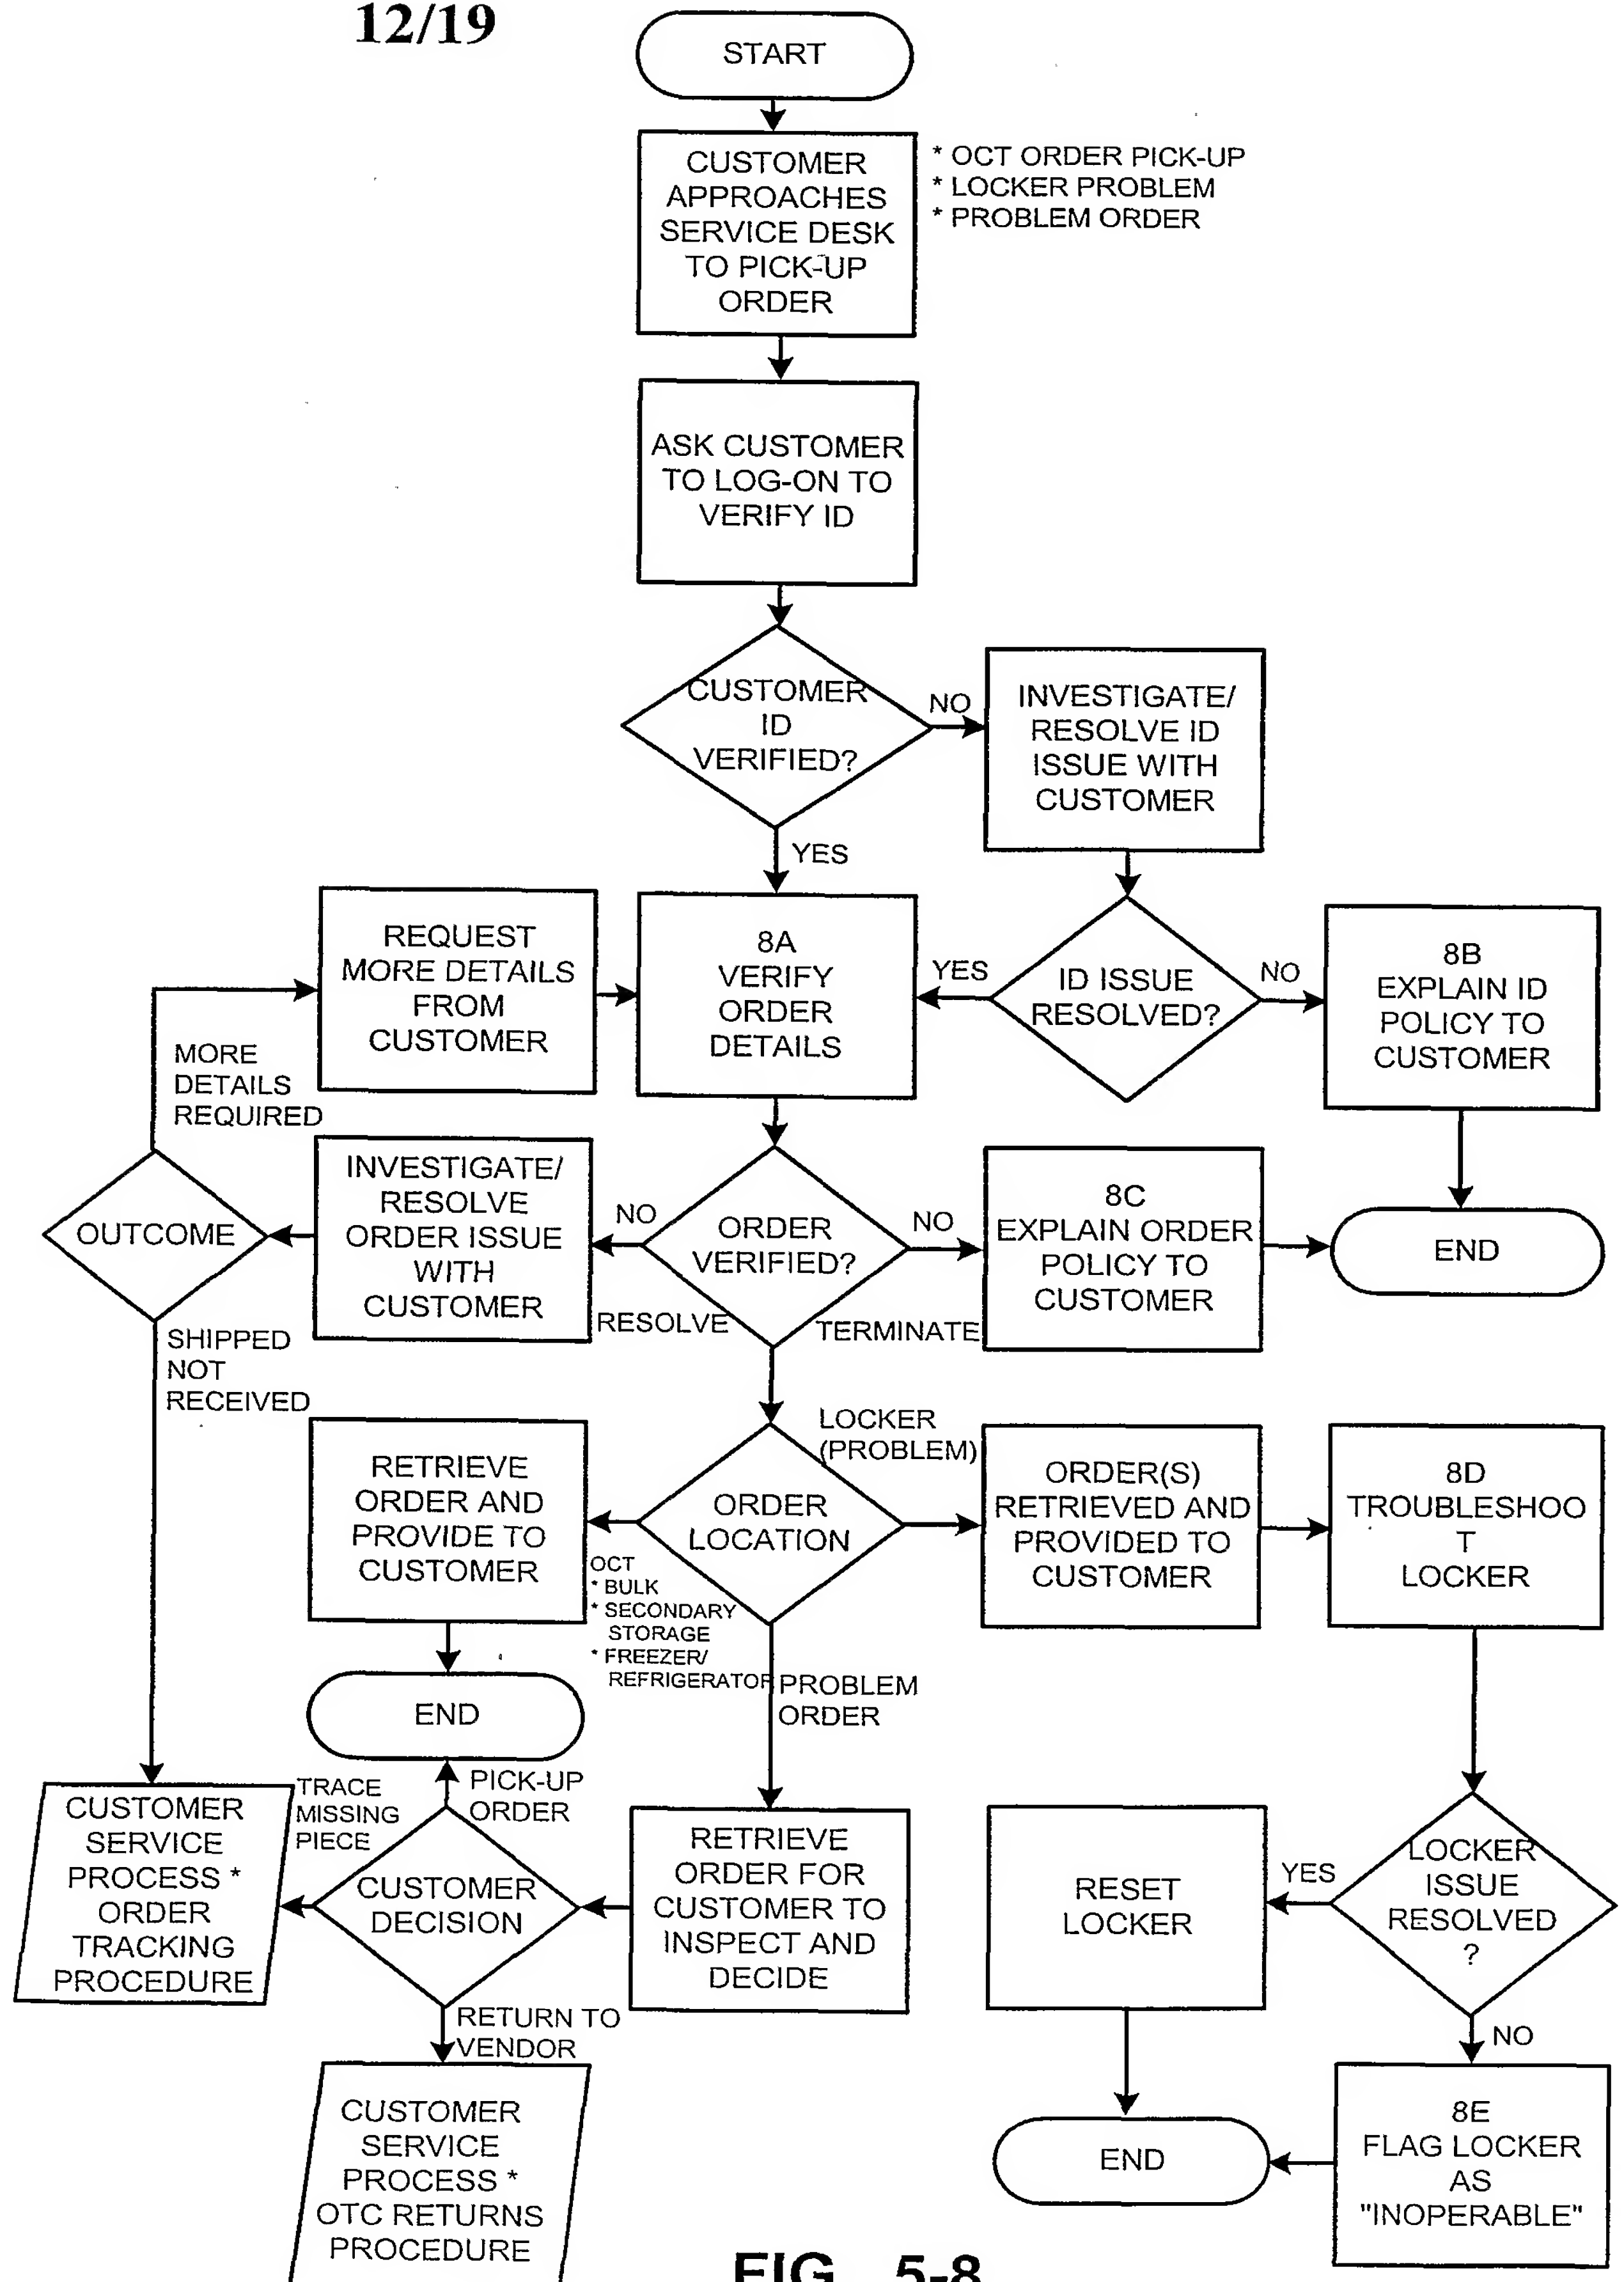 12/19
START
CUSTOMER
APPROACHES
SERVICE DESK
TO PICK-UP
ORDER
* OCT ORDER PICK-UP
* LOCKER PROBLEM
* PROBLEM ORDER
ASK CUSTOMER
TO LOG-ON TO
VERIFY ID
CUSTOMER
ID
VERIFIED?
NO
INVESTIGATE/
RESOLVE ID
ISSUE WITH
CUSTOMER
YES
REQUEST
MORE DETAILS
FROM
CUSTOMER
8A
VERIFY
ORDER
DETAILS
YES
ID ISSUE
RESOLVED?
NO
8B
EXPLAIN ID
POLICY TO
CUSTOMER
MORE
DETAILS
REQUIRED
OUTCOME
INVESTIGATE/
RESOLVE
ORDER ISSUE
WITH
CUSTOMER
NO
RESOLVE
ORDER
VERIFIED?
NO
TERMINATE
8C
EXPLAIN ORDER
POLICY TO
CUSTOMER
END
SHIPPED
NOT
RECEIVED
RETRIEVE
ORDER AND
PROVIDE TO
CUSTOMER
OCT
* BULK
* SECONDARY
STORAGE
* FREEZER/
REFRIGERATOR
ORDER
LOCATION
LOCKER
(PROBLEM)
ORDER(S)
RETRIEVED AND
PROVIDED TO
CUSTOMER
8D
TROUBLESHOO
T
LOCKER
END
PROBLEM
ORDER
CUSTOMER
SERVICE
PROCESS *
ORDER
TRACKING
PROCEDURE
TRACE
MISSING
PIECE
PICK-UP
ORDER
CUSTOMER
DECISION
RETRIEVE
ORDER FOR
CUSTOMER TO
INSPECT AND
DECIDE
RESET
LOCKER
YES
LOCKER
ISSUE
RESOLVED
?
RETURN TO
VENDOR
NO
CUSTOMER
SERVICE
PROCESS *
OTC RETURNS
PROCEDURE
END
8E
FLAG LOCKER
AS
"INOPERABLE"
FIG. 5-8